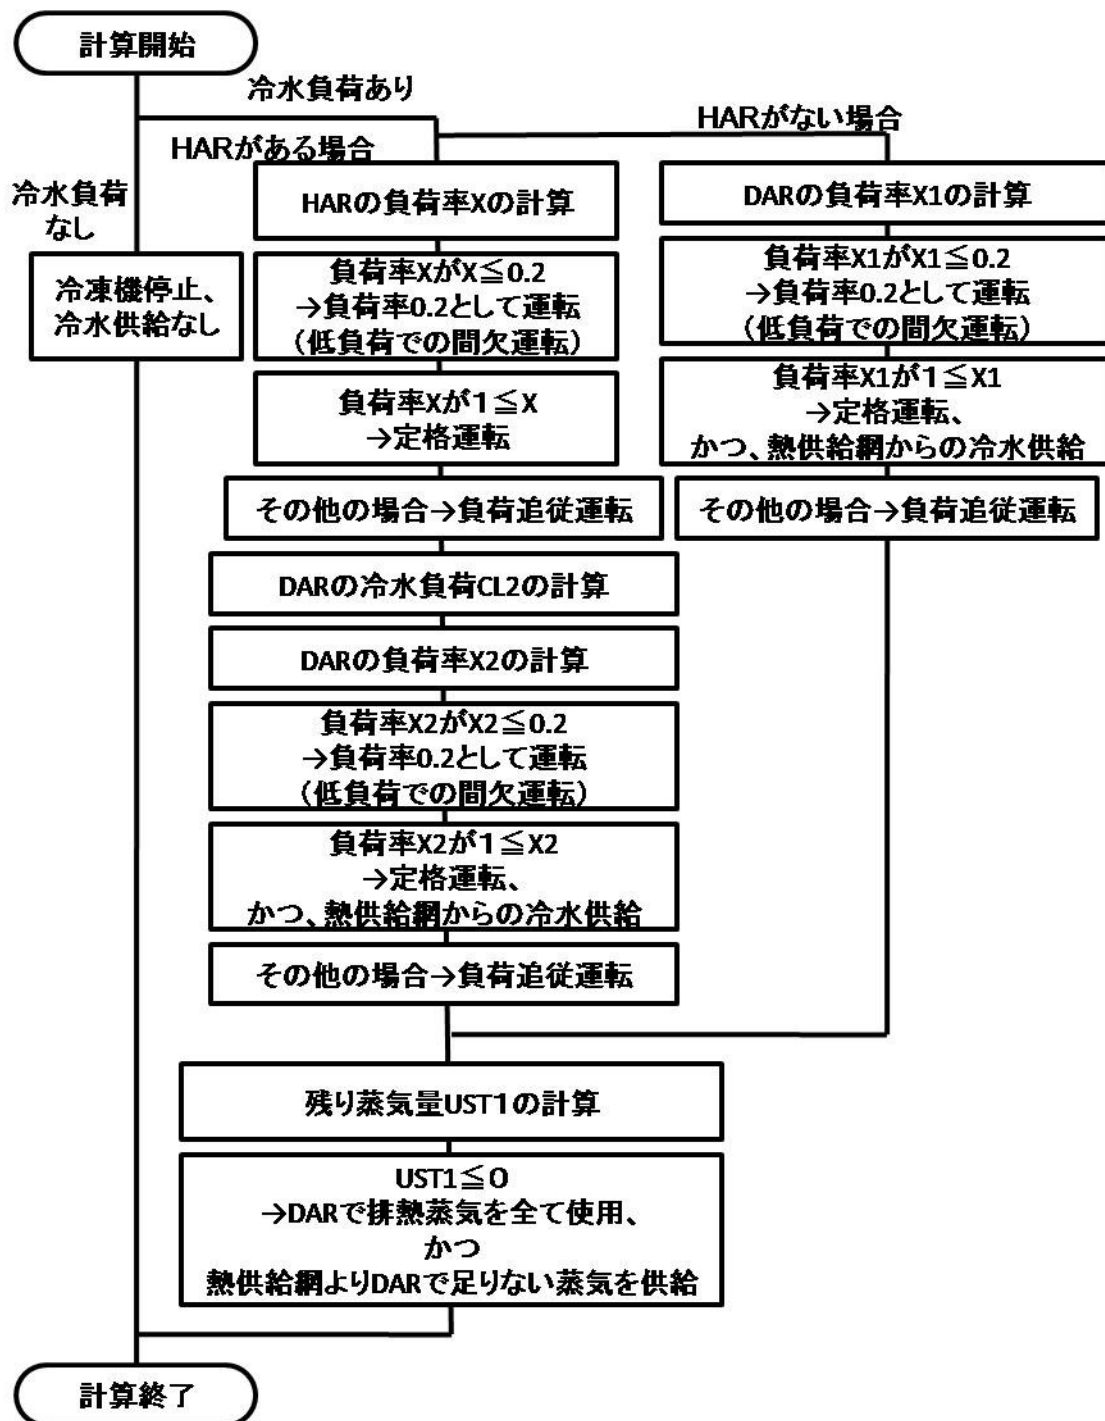 計算開始
冷水負荷あり
HARがある場合
HARがない場合
冷水負荷
なし
冷凍機停止、
冷水供給なし
HARの負荷率Xの計算
負荷率XがX≦0.2
→負荷率0.2として運転
(低負荷での間欠運転)
負荷率Xが1≦X
→定格運転
その他の場合→負荷追従運転
DARの冷水負荷CL2の計算
DARの負荷率X2の計算
負荷率X2がX2≦0.2
→負荷率0.2として運転
(低負荷での間欠運転)
負荷率X2が1≦X2
→定格運転、
かつ、熱供給網からの冷水供給
その他の場合→負荷追従運転
DARの負荷率X1の計算
負荷率X1がX1≦0.2
→負荷率0.2として運転
(低負荷での間欠運転)
負荷率X1が1≦X1
→定格運転、
かつ、熱供給網からの冷水供給
その他の場合→負荷追従運転
残り蒸気量UST1の計算
UST1≦0
→DARで排熱蒸気を全て使用、
かつ
熱供給網よりDARで足りない蒸気を供給
計算終了